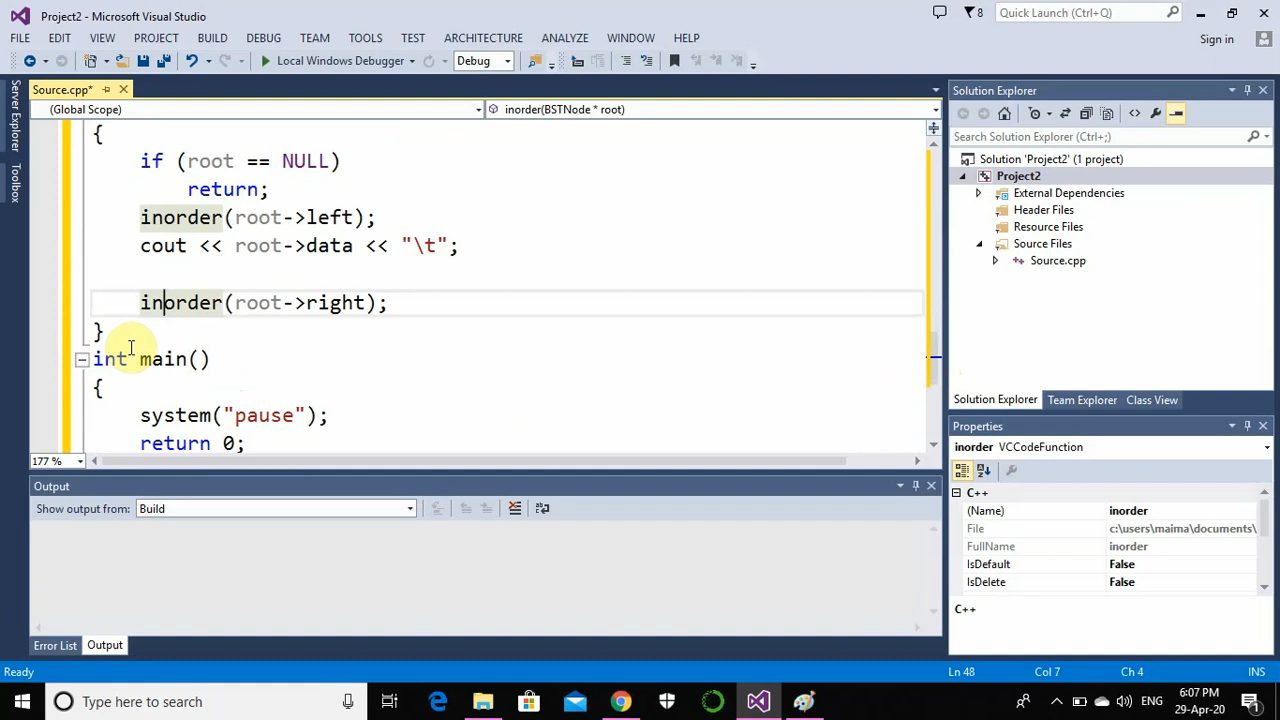 Project2 - Microsoft Visual Studio
8
Quick Launch (Ctrl+Q)
FILE EDIT VIEW PROJECT BUILD DEBUG TEAM TOOLS TEST ARCHITECTURE ANALYZE WINDOW HELP
Sign in
Local Windows Debugger
Debug
Server Explorer
Toolbox
Source.cpp*
(Global Scope)
inorder(BSTNode * root)
{
if (root == NULL)
return;
inorder(root->left);
cout << root->data << "\t";
inorder(root->right);
}
int main()
{
system("pause");
return 0;
177 %
Output
Show output from: Build
Error List
Output
Solution Explorer
Search Solution Explorer (Ctrl+;)
Solution 'Project2' (1 project)
Project2
External Dependencies
Header Files
Resource Files
Source Files
Source.cpp
Solution Explorer Team Explorer Class View
Properties
inorder VCCodeFunction
C++
(Name) inorder
File c:\users\maima\documents\
FullName inorder
IsDefault False
IsDelete False
C++
Ready
Ln 48
Col 7
Ch 4
INS
Type here to search
ENG
6:07 PM
29-Apr-20
1